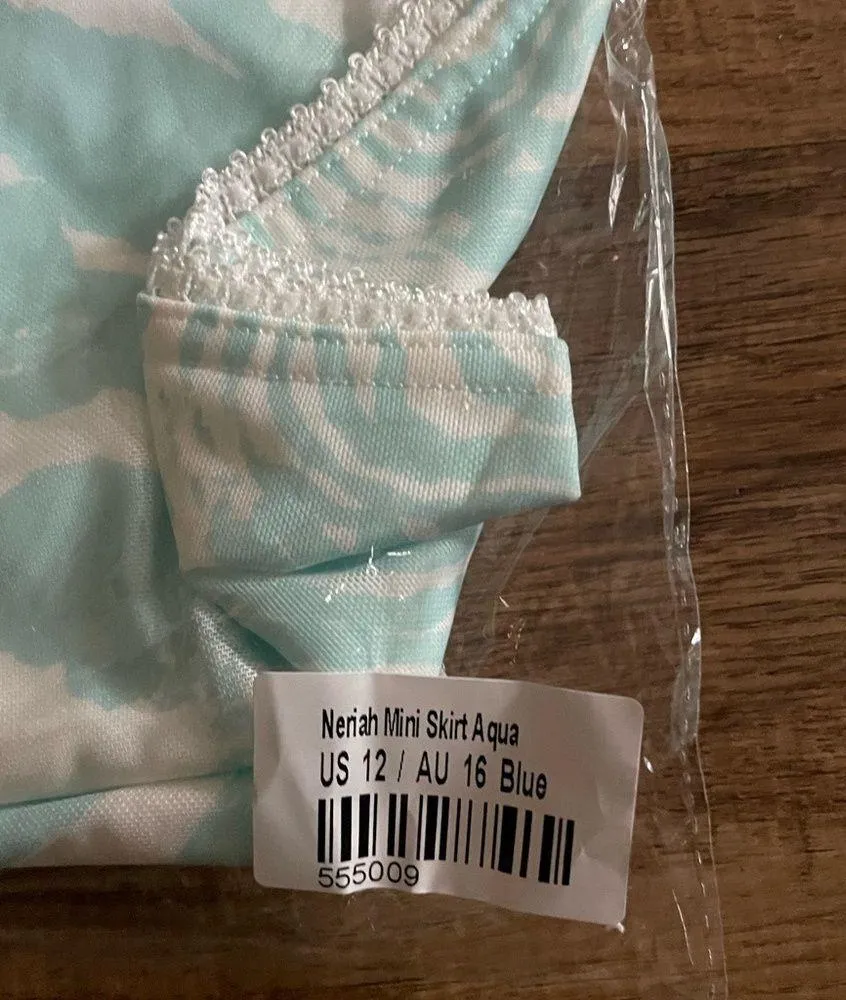 Neriah Mini Skirt Aqua
US 12 / AU 16 Blue
555009